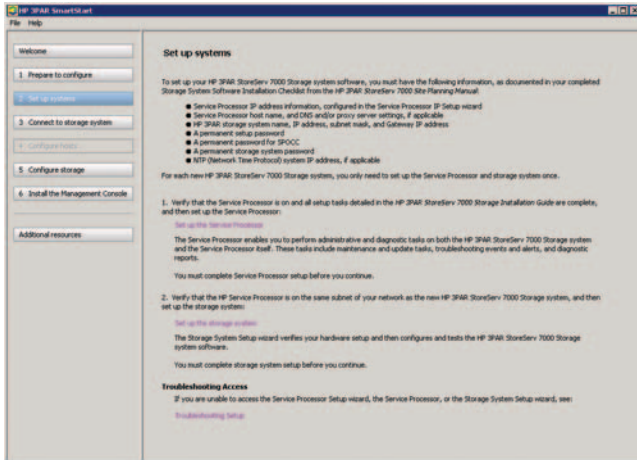 HP 3PAR SmartStart
File Help
Welcome
1 Prepare to configure
2 Set up systems
3 Connect to storage system
4 Configure hosts
5 Configure storage
6 Install the Management Console
Additional resources
Set up systems
To set up your HP 3PAR StoreServ 7000 Storage system software, you must have the following information, as documented in your completed
Storage System Software Installation Checklist from the HP 3PAR StoreServ 7000 Site Planning Manual:
● Service Processor IP address information, configured in the Service Processor IP Setup wizard
● Service Processor host name, and DNS and/or proxy server settings, if applicable
● HP 3PAR storage system name, IP address, subnet mask, and Gateway IP address
● A permanent setup password
● A permanent password for SPOCC
● A permanent storage system password
● NTP (Network Time Protocol) system IP address, if applicable
For each new HP 3PAR StoreServ 7000 Storage system, you only need to set up the Service Processor and storage system once.
1. Verify that the Service Processor is on and all setup tasks detailed in the HP 3PAR StoreServ 7000 Storage Installation Guide are complete,
and then set up the Service Processor:
Set up the Service Processor
The Service Processor enables you to perform administrative and diagnostic tasks on both the HP 3PAR StoreServ 7000 Storage system
and the Service Processor itself. These tasks include maintenance and update tasks, troubleshooting events and alerts, and diagnostic
reports.
You must complete Service Processor setup before you continue.
2. Verify that the HP Service Processor is on the same subnet of your network as the new HP 3PAR StoreServ 7000 Storage system, and then
set up the storage system:
Set up the storage system
The Storage System Setup wizard verifies your hardware setup and then configures and tests the HP 3PAR StoreServ 7000 Storage
system software.
You must complete storage system setup before you continue.
Troubleshooting Access
If you are unable to access the Service Processor Setup wizard, the Service Processor, or the Storage System Setup wizard, see:
Troubleshooting Setup